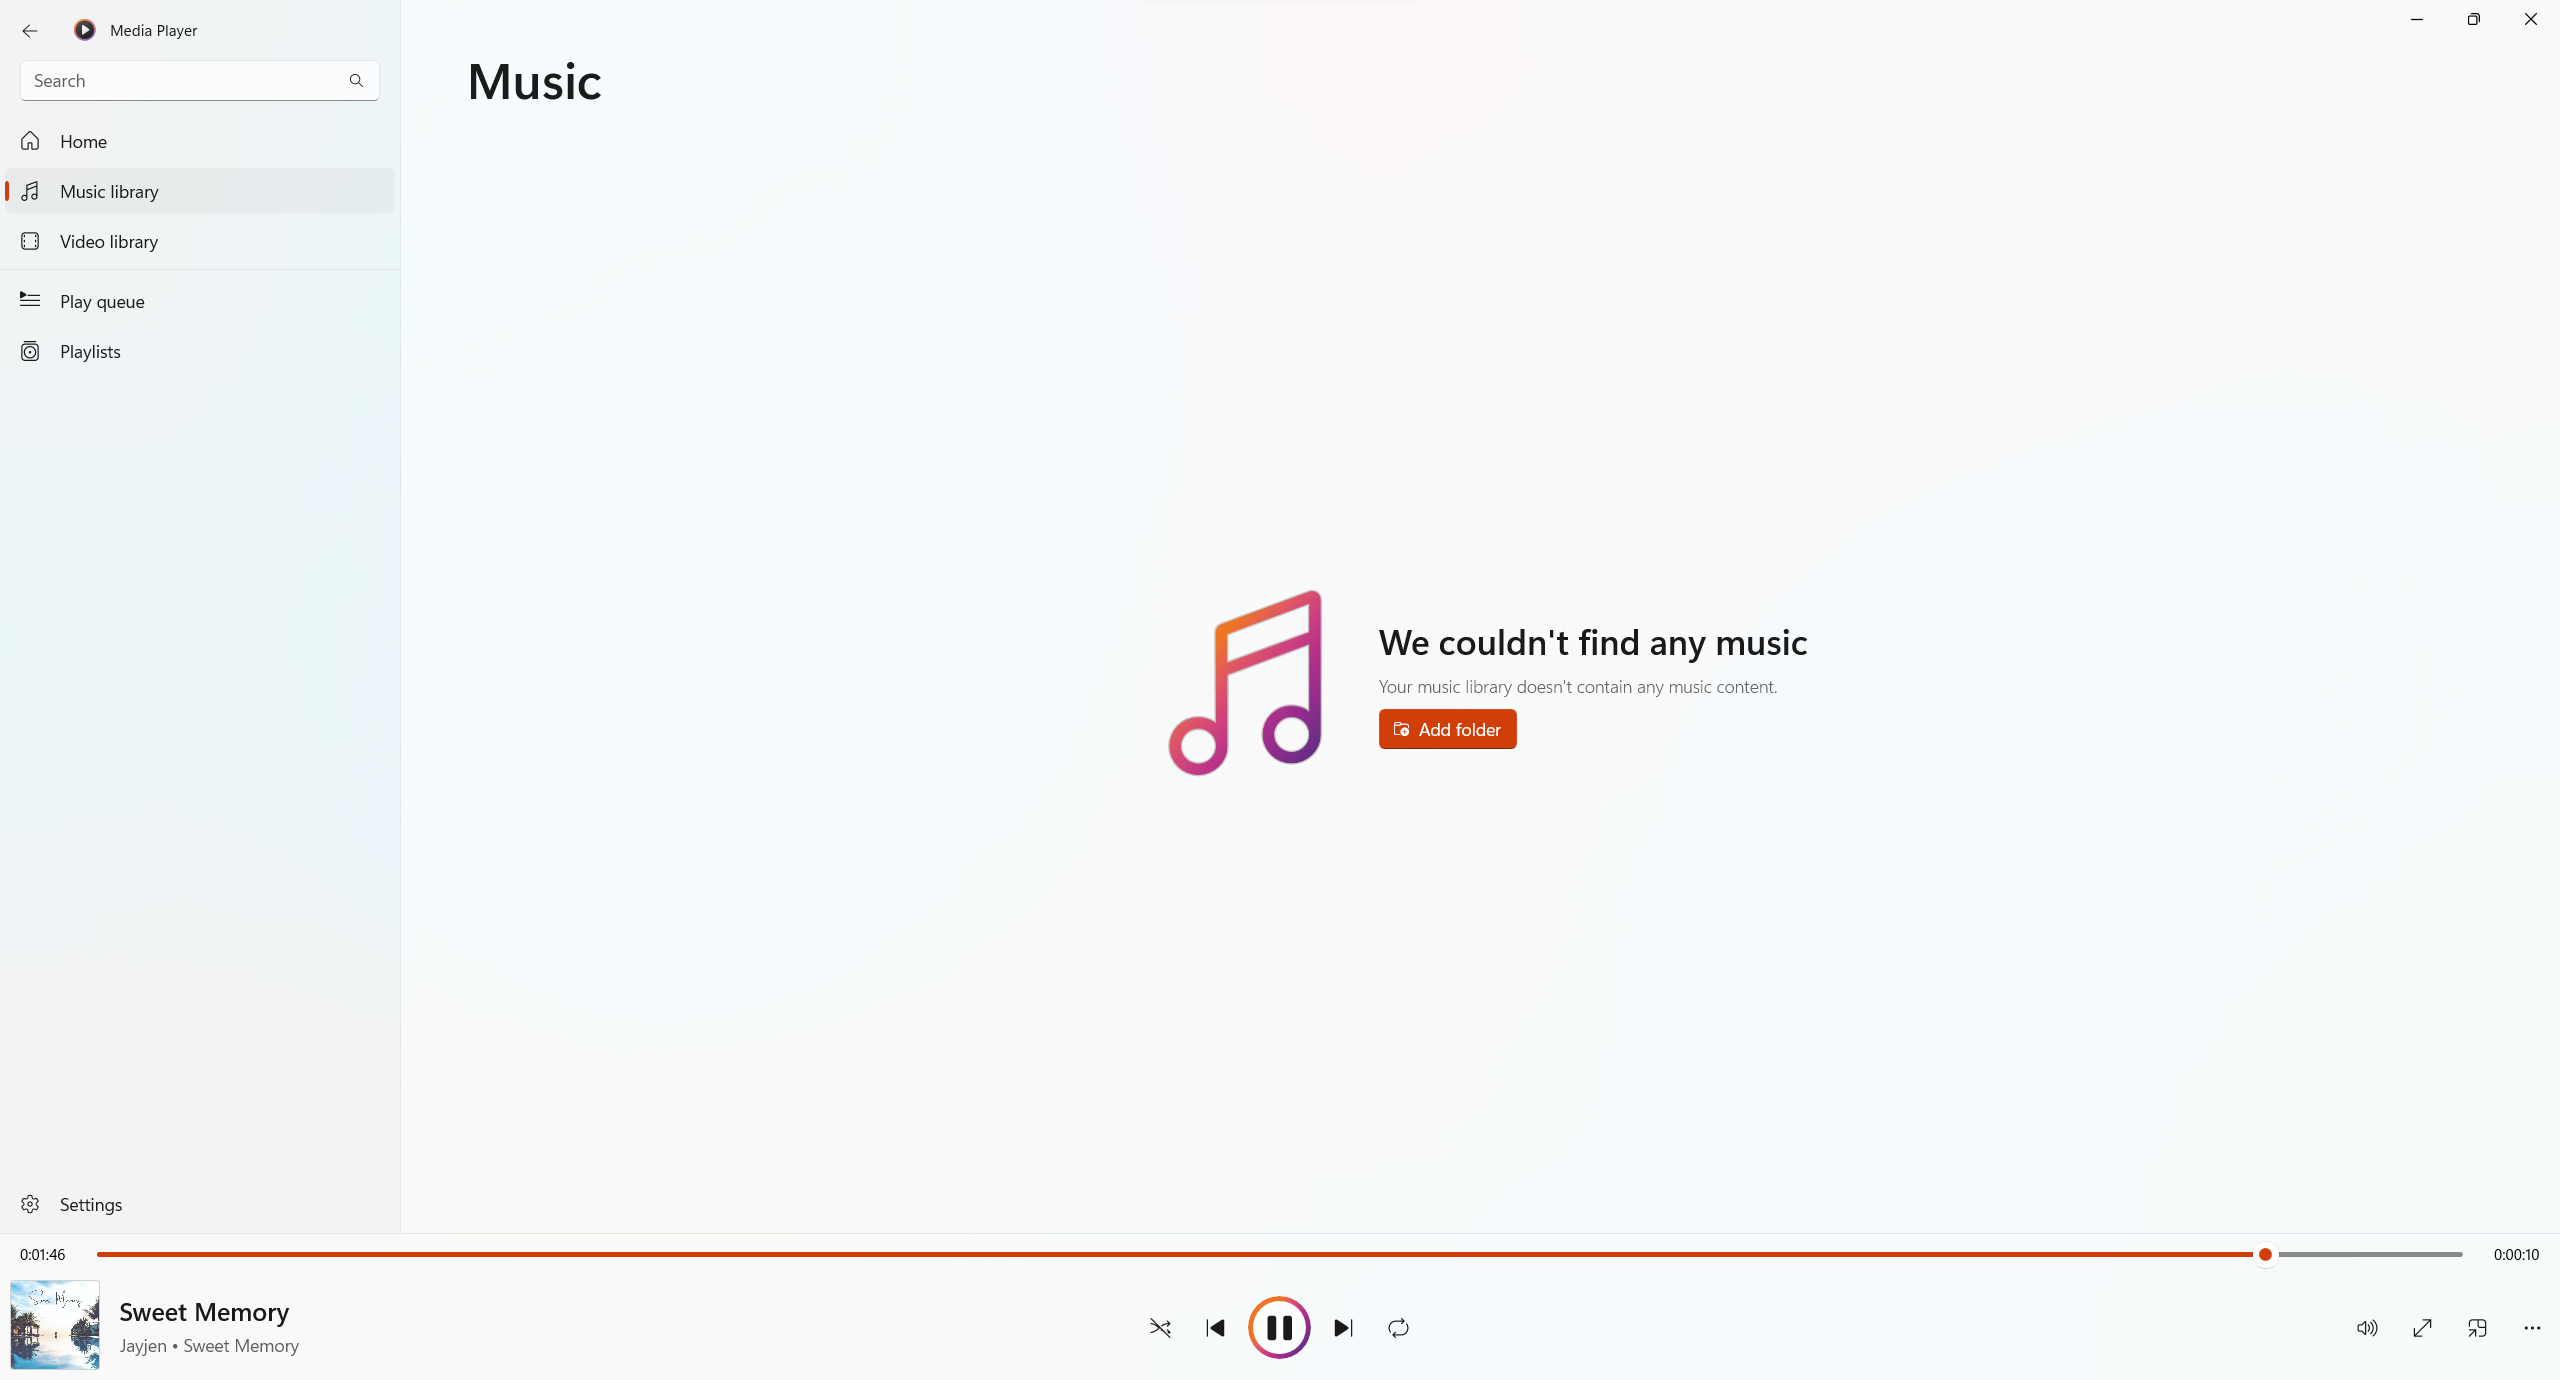 Media Player
Search
Home
Music library
Video library
Play queue
Playlists
Settings
Music
We couldn't find any music
Your music library doesn't contain any music content.
Add folder
0:01:46
0:00:10
Sweet Memory
Sweet Memory
Jayjen • Sweet Memory